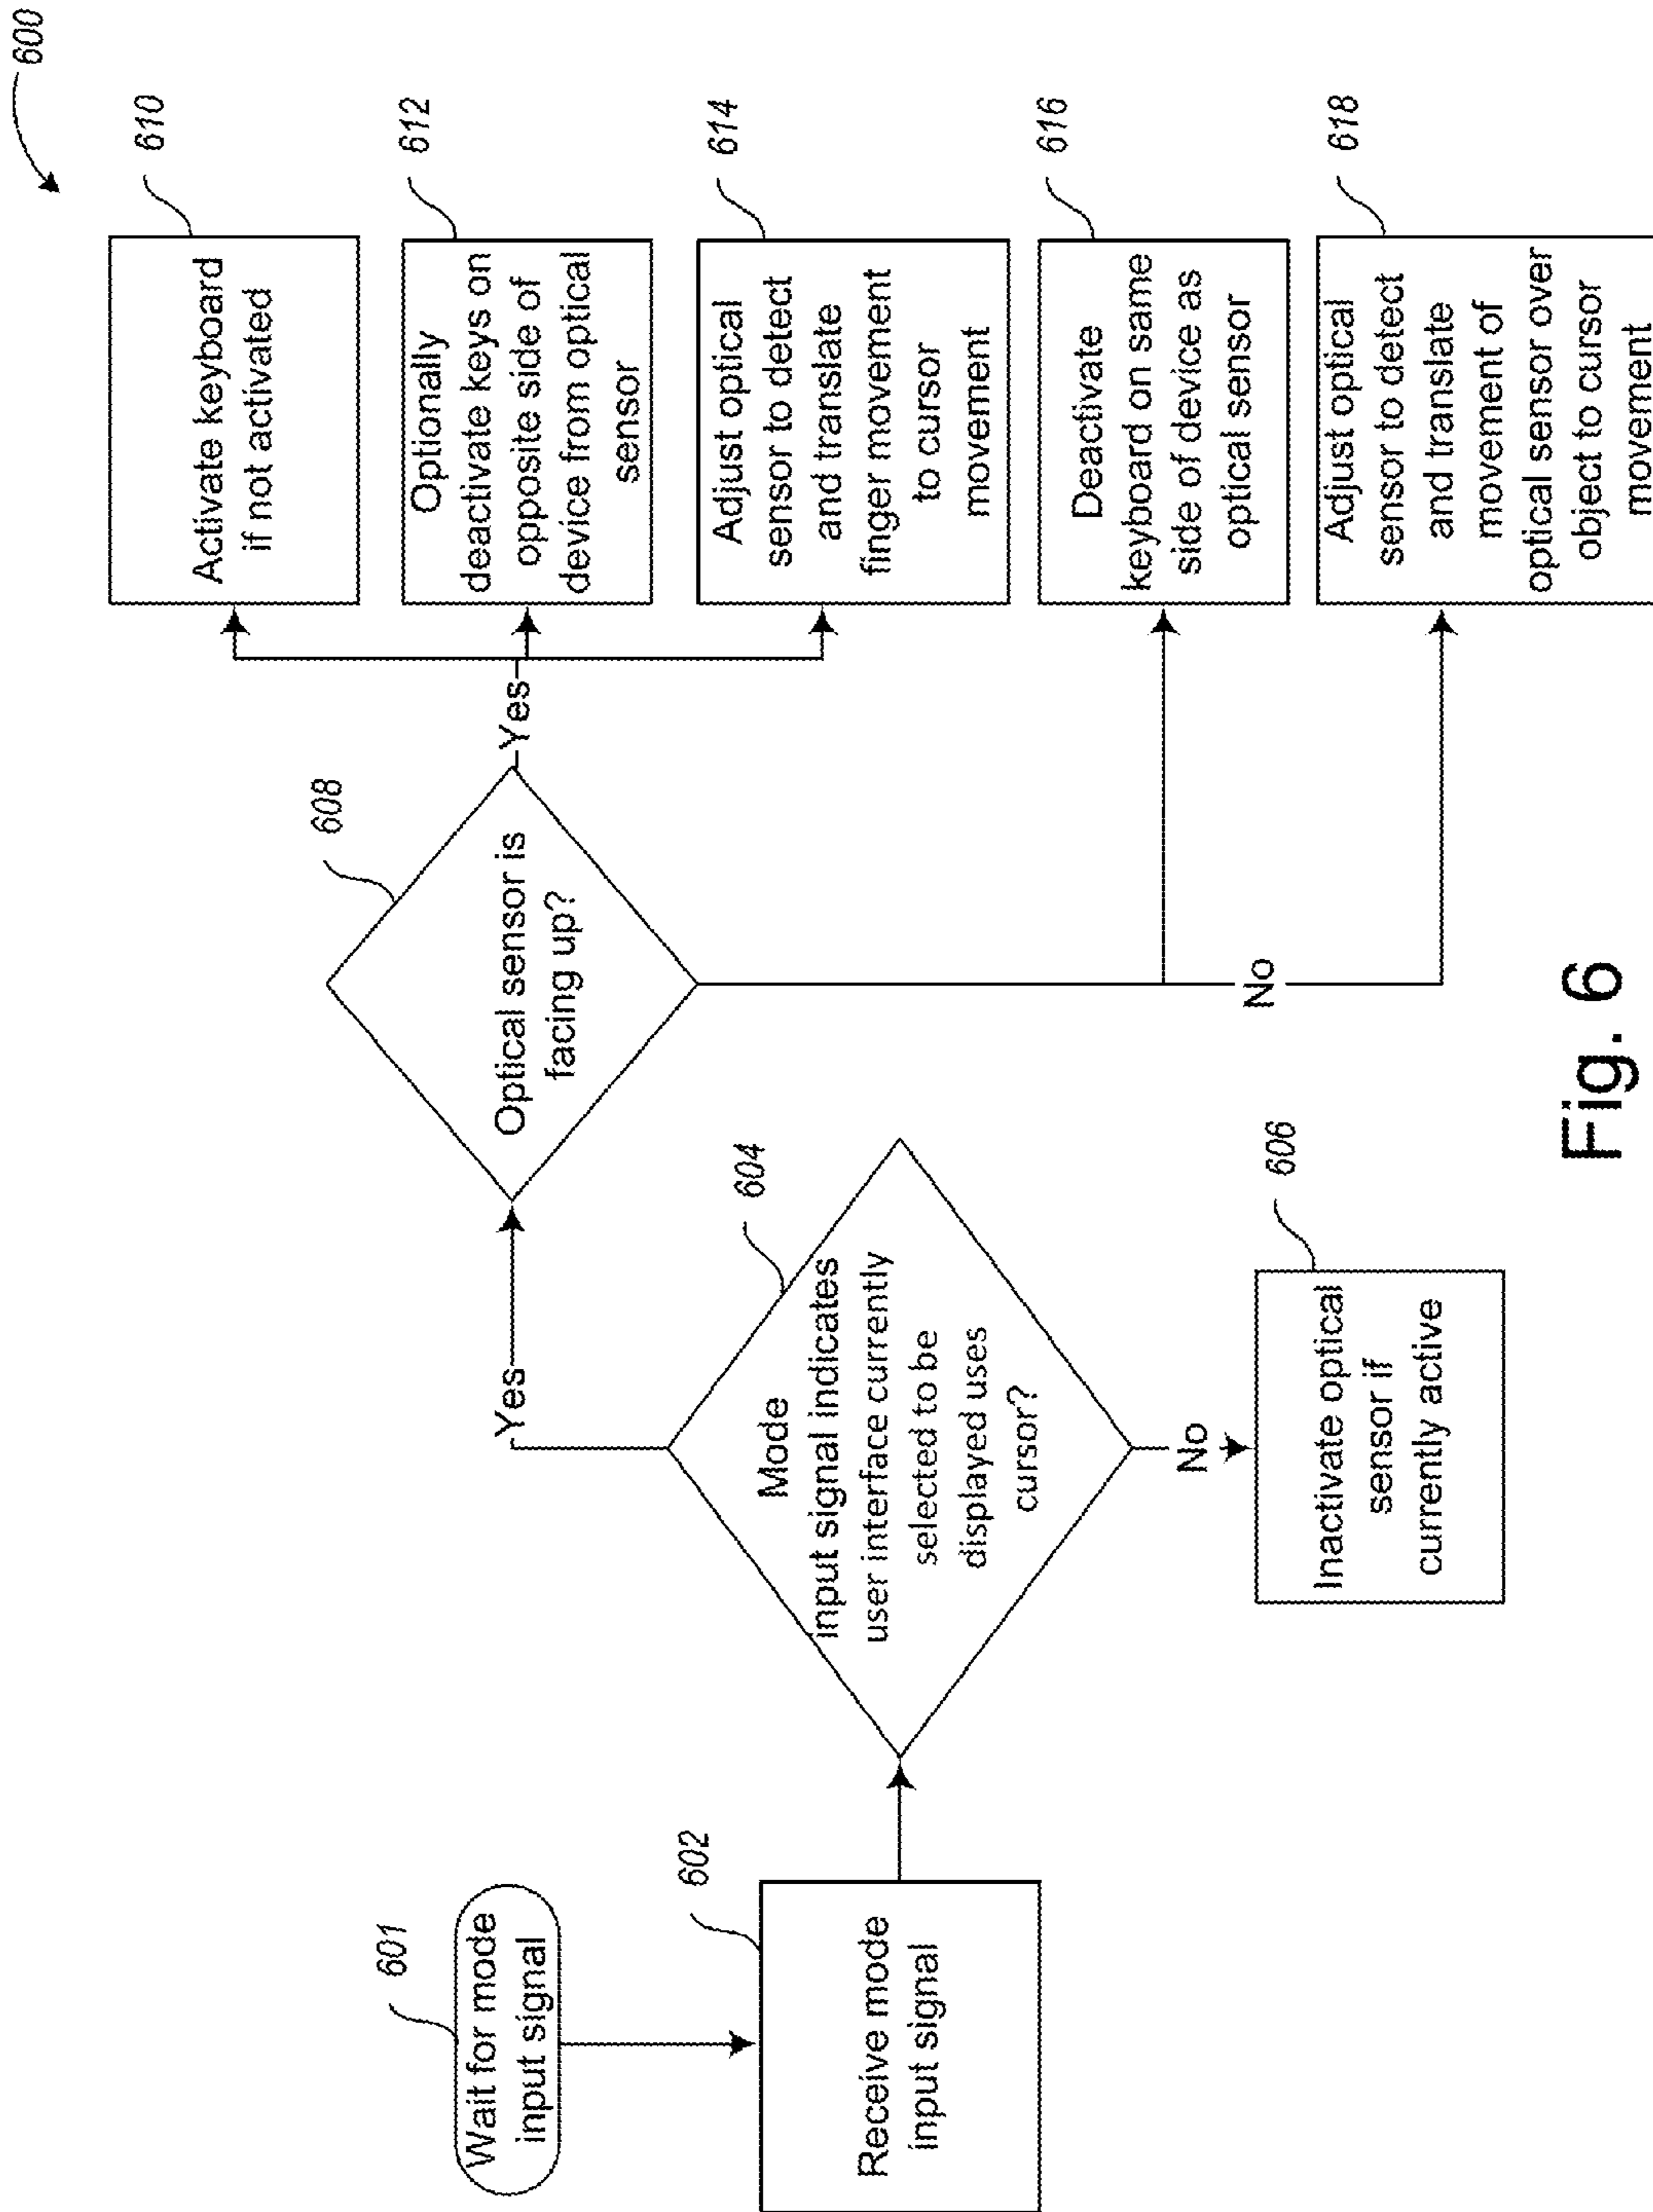 600
601
Wait for mode
input signal
602
Receive mode
input signal
604
Mode
input signal indicates
user interface currently
selected to be
displayed uses
cursor?
Yes
No
606
Inactivate optical
sensor if
currently active
608
Optical sensor is
facing up?
Yes
No
610
Activate keyboard
if not activated
612
Optionally
deactivate keys on
opposite side of
device from optical
sensor
614
Adjust optical
sensor to detect
and translate
finger movement
to cursor
movement
616
Deactivate
keyboard on same
side of device as
optical sensor
618
Adjust optical
sensor to detect
and translate
movement of
optical sensor over
object to cursor
movement
Fig. 6